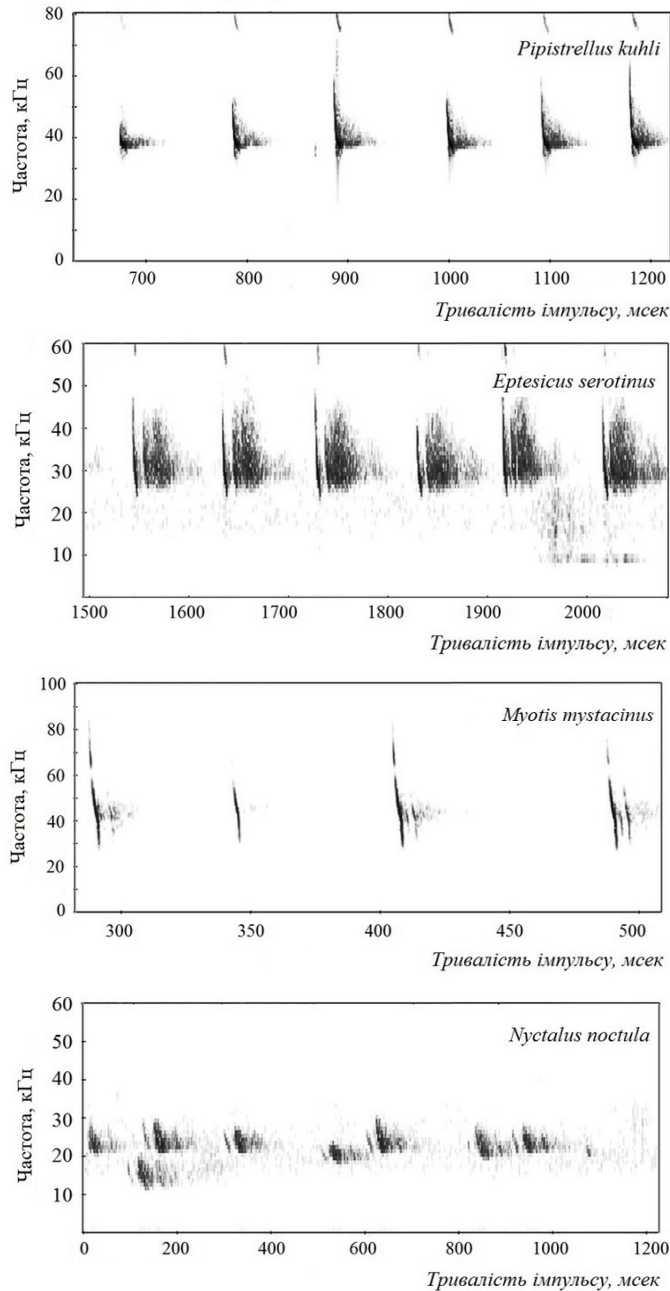 80
Pipistrellus kuhli
60
Частота, кГц
40
20
0
700 800 900 1000 1100 1200
Тривалість імпульсу, мсек
60
50
Eptesicus serotinus
40
Частота, кГц
30
20
10
1500 1600 1700 1800 1900 2000
Тривалість імпульсу, мсек
100
Myotis mystacinus
80
60
Частота, кГц
40
20
0
300 350 400 450 500
Тривалість імпульсу, мсек
60
Nyctalus noctula
50
40
Частота, кГц
30
20
10
0 200 400 600 800 1000 1200
Тривалість імпульсу, мсек